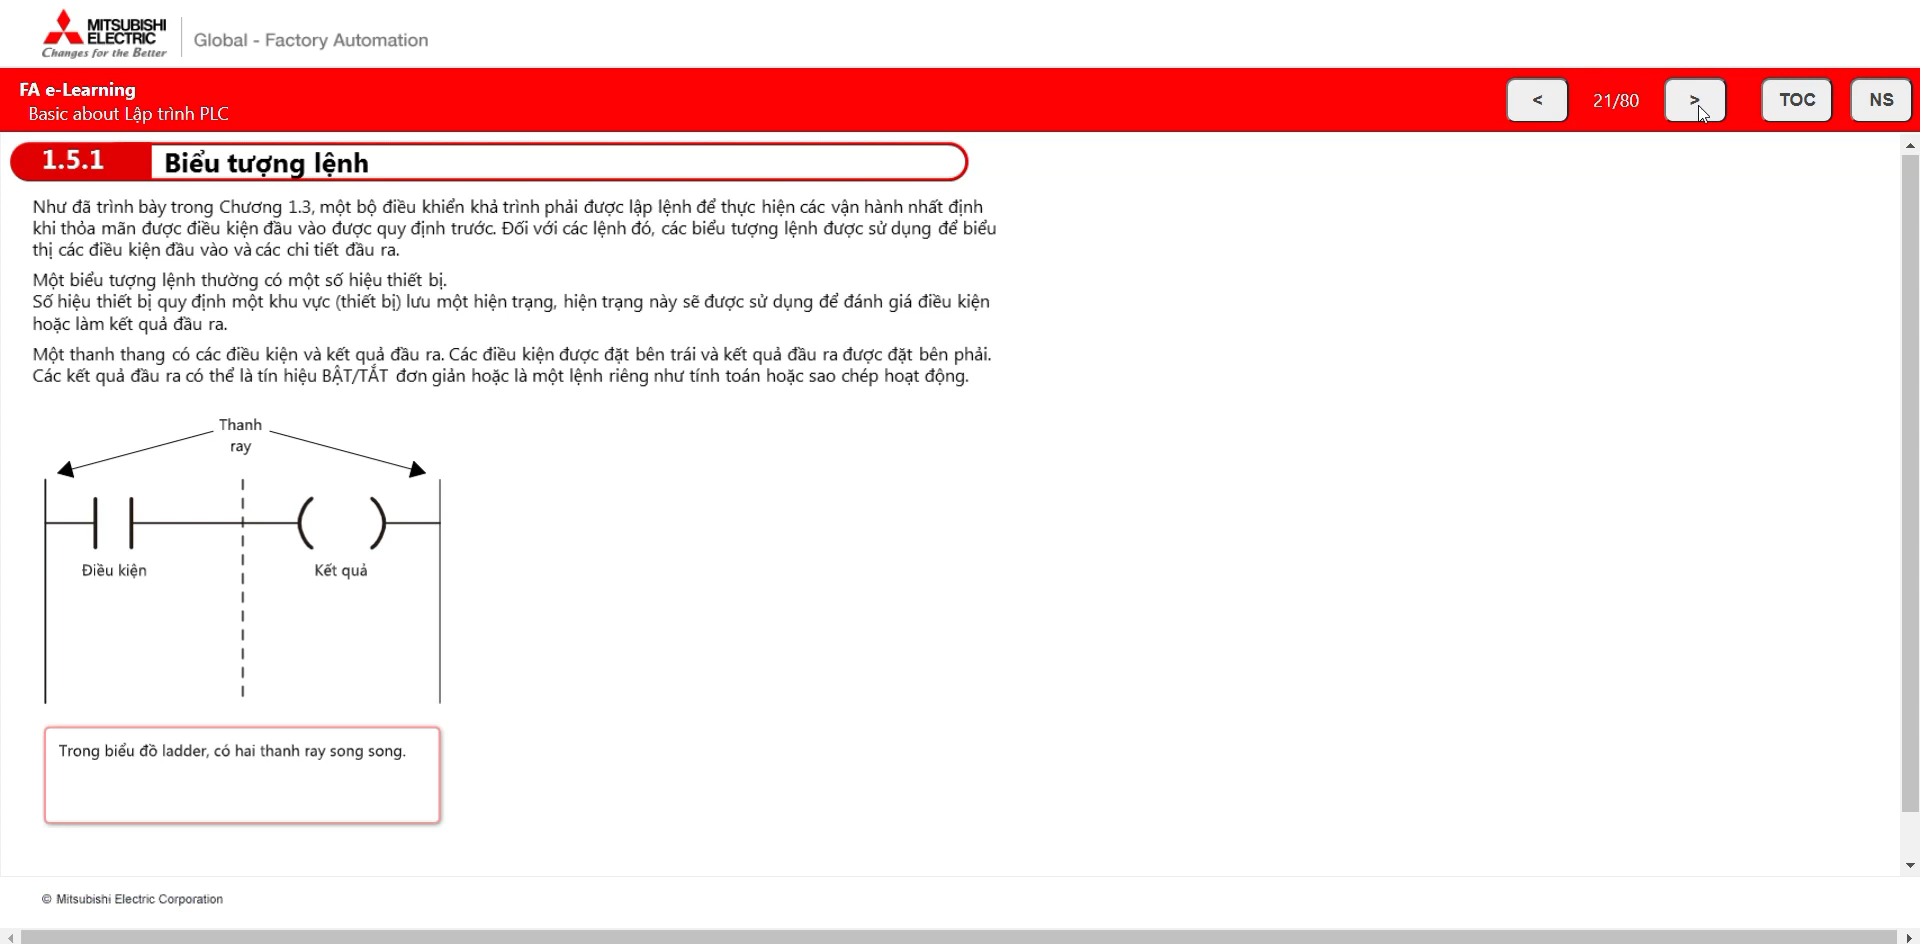 MITSUBISHI
ELECTRIC
Changes for the Better
Global - Factory Automation
FA e-Learning
Basic about Lập trình PLC
<
21/80
>
TOC
NS
1.5.1
Biểu tượng lệnh
Như đã trình bày trong Chương 1.3, một bộ điều khiển khả trình phải được lập lệnh để thực hiện các vận hành nhất định
khi thỏa mãn được điều kiện đầu vào được quy định trước. Đối với các lệnh đó, các biểu tượng lệnh được sử dụng để biểu
thị các điều kiện đầu vào và các chi tiết đầu ra.
Một biểu tượng lệnh thường có một số hiệu thiết bị.
Số hiệu thiết bị quy định một khu vực (thiết bị) lưu một hiện trạng, hiện trạng này sẽ được sử dụng để đánh giá điều kiện
hoặc làm kết quả đầu ra.
Một thanh thang có các điều kiện và kết quả đầu ra. Các điều kiện được đặt bên trái và kết quả đầu ra được đặt bên phải.
Các kết quả đầu ra có thể là tín hiệu BẬT/TẮT đơn giản hoặc là một lệnh riêng như tính toán hoặc sao chép hoạt động.
Thanh
ray
Điều kiện
Kết quả
Trong biểu đồ ladder, có hai thanh ray song song.
© Mitsubishi Electric Corporation